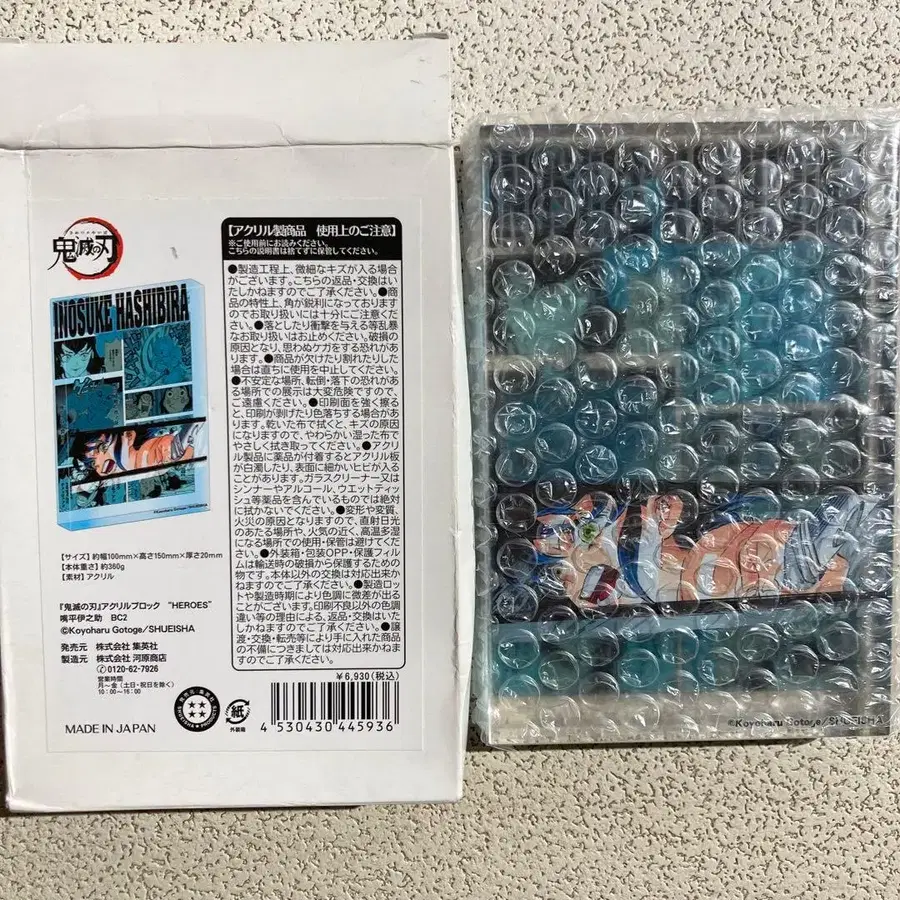 きめつのやいば
鬼滅の刃
INOSUKE HASHIBIRA
©Koyoharu Gotoge/SHUEISHA
【サイズ】約幅100mm×高さ150mm×厚さ20mm
【本体重さ】約360g
【素材】アクリル
『鬼滅の刃』アクリルブロック “HEROES”
嘴平伊之助 BC2
©Koyoharu Gotoge/SHUEISHA
発売元 株式会社 集英社
製造元 株式会社 河原商店
✆0120-62-7926
営業時間
月〜金(土日・祝日を除く)
10:00〜16:00
MADE IN JAPAN
【アクリル製商品 使用上のご注意】
※ご使用前にお読みください。
こちらの説明書は捨てずに保管してください。
●製造工程上、微細なキズが入る場合
がございます。こちらの返品・交換はい
たしかねますのでご了承ください。●商
品の特性上、角が鋭利になっております
のでお取り扱いには十分にご注意くださ
い。●落としたり衝撃を与える等乱暴
なお取り扱いはお止めください。破損の
原因となり、思わぬケガをする恐れがあり
ます。●商品が欠けたり割れたりした場
合は直ちに使用を中止してください。
●不安定な場所、転倒・落下の恐れがあ
る場所での展示は大変危険ですので、ご
遠慮ください。●印刷面を強く擦ると、
印刷が剥げたり色落ちする場合があり
ます。乾いた布で拭くと、キズの原因
になりますので、やわらかい湿った布で
やさしく拭き取ってください。●アクリ
ル製品に薬品が付着するとアクリル板
が白濁したり、表面に細かいヒビが入り
ます。ガラスクリーナー又はシンナーや
アルコール、ウエットティッシュ等薬品を
含んでいるものでは絶対に拭かないで
ください。●変形や変質、火災の原因と
なりますので、直射日光のあたる場所や、
火気の近く、高温多湿になる場所での使
用・保管は避けてください。●外装箱・
包装OPP・保護フィルムは輸送時の破損
から保護するための物です。本体以外の
交換は対応出来かねますのでご了承くだ
さい。●製造ロットや製造時期により色
調に微差が出ることがございます。印刷
不良以外の色調違い等の理由による、返
品・交換はいたしかねますのでご了承く
ださい。●譲渡・交換・転売等により手
に入れた商品の不備につきましては対応
出来かねますのでご了承ください。
¥6,930(税込)
4 530430 445936
紙
外装箱
©Koyoharu Gotoge/SHUEISHA